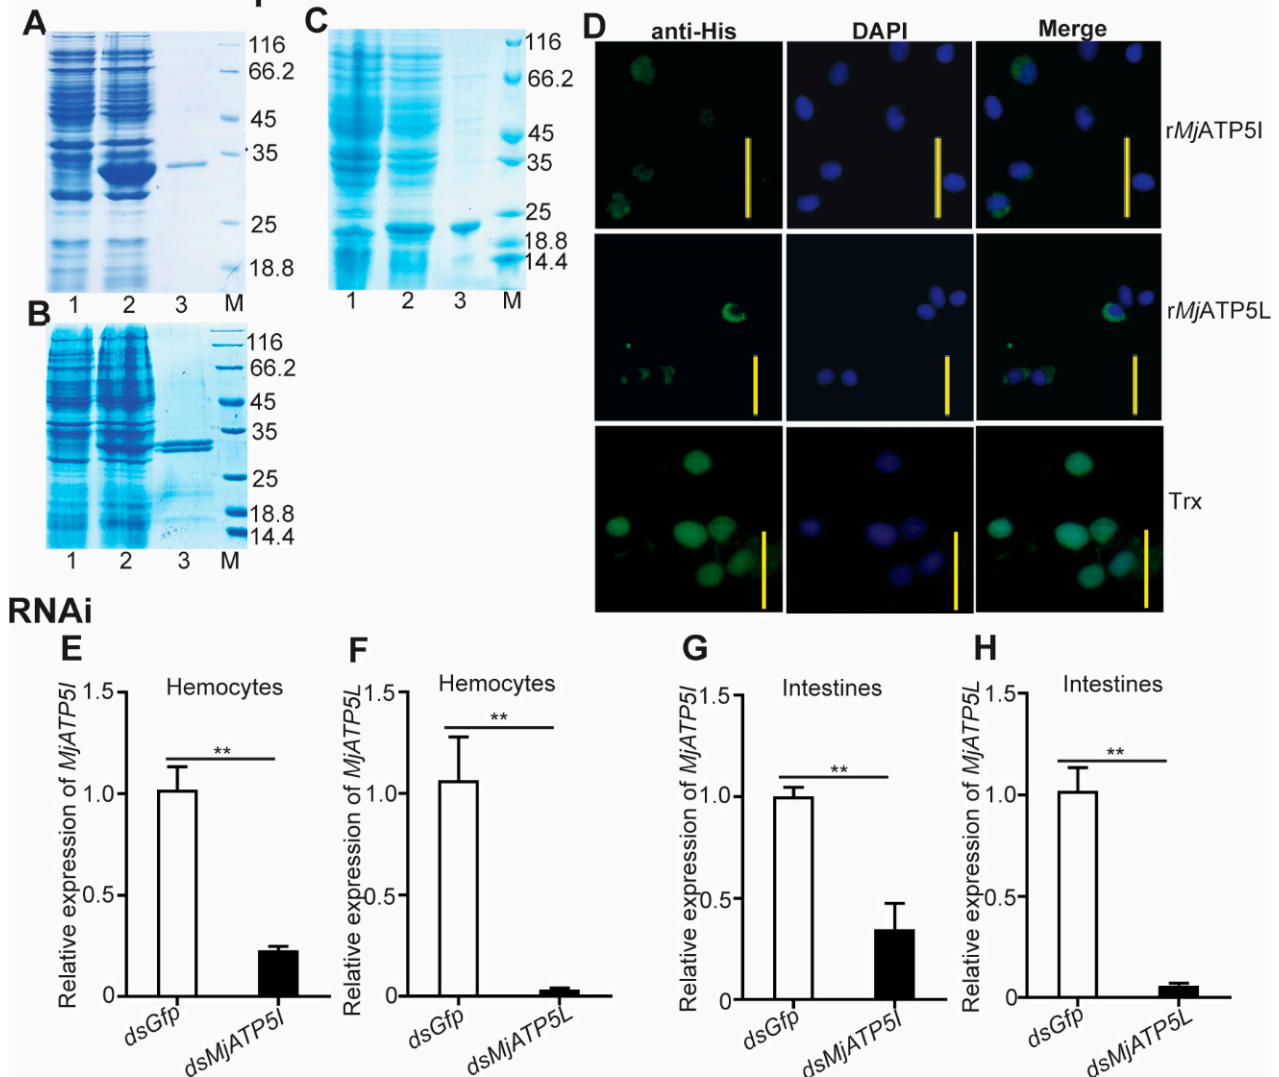 A
116
66.2
45
35
25
18.8
1 2 3 M
B
116
66.2
45
35
25
18.8
14.4
1 2 3 M
C
116
66.2
45
35
25
18.8
14.4
1 2 3 M
D
anti-His DAPI Merge
rMjATP5I
rMjATP5L
Trx
RNAi
E
Hemocytes
Relative expression of MjATP5I
1.5
1.0
0.5
0
**
dsGfp
dsMjATP5I
F
Hemocytes
Relative expression of MjATP5L
1.5
1.0
0.5
0
**
dsGfp
dsMjATP5L
G
Intestines
Relative expression of MjATP5I
1.5
1.0
0.5
0
**
dsGfp
dsMjATP5I
H
Intestines
Relative expression of MjATP5L
1.5
1.0
0.5
0
**
dsGfp
dsMjATP5L